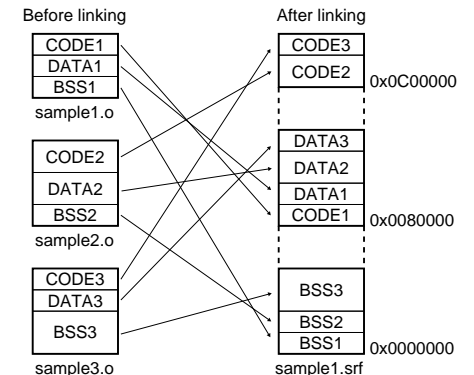 Before linking
CODE1
DATA1
BSS1
sample1.o
CODE2
DATA2
BSS2
sample2.o
CODE3
DATA3
BSS3
sample3.o
After linking
CODE3
CODE2
0x0C00000
DATA3
DATA2
DATA1
CODE1
0x0080000
BSS3
BSS2
BSS1
0x0000000
sample1.srf